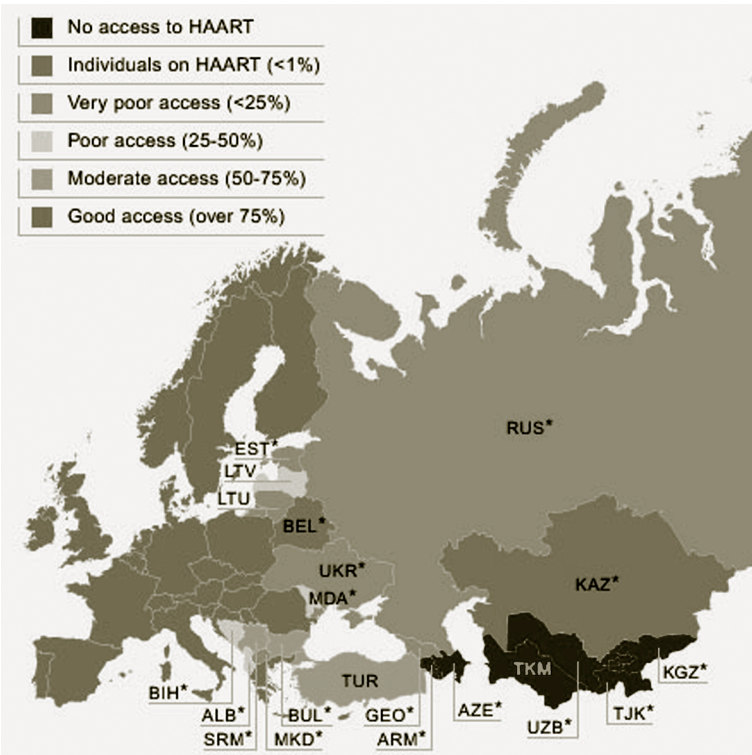 No access to HAART
Individuals on HAART (<1%)
Very poor access (<25%)
Poor access (25-50%)
Moderate access (50-75%)
Good access (over 75%)
RUS*
EST*
LTV
LTU
BEL*
UKR*
KAZ*
MDA*
TKM
KGZ*
TUR
BIH*
ALB*
BUL*
GEO*
AZE*
TJK*
UZB*
SRM*
MKD*
ARM*